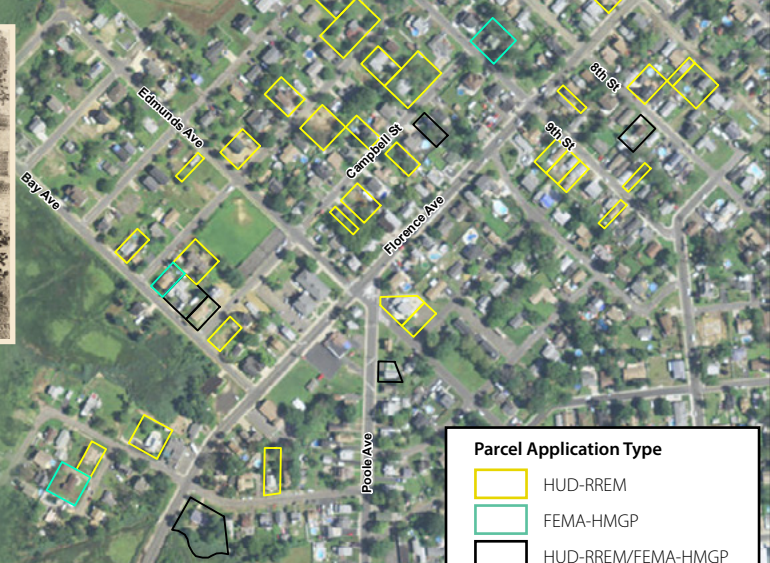 8th St
Edmunds Ave
9th St
Campbell St
Bay Ave
Florence Ave
Poole Ave
Parcel Application Type
HUD-RREM
FEMA-HMGP
HUD-RREM/FEMA-HMGP